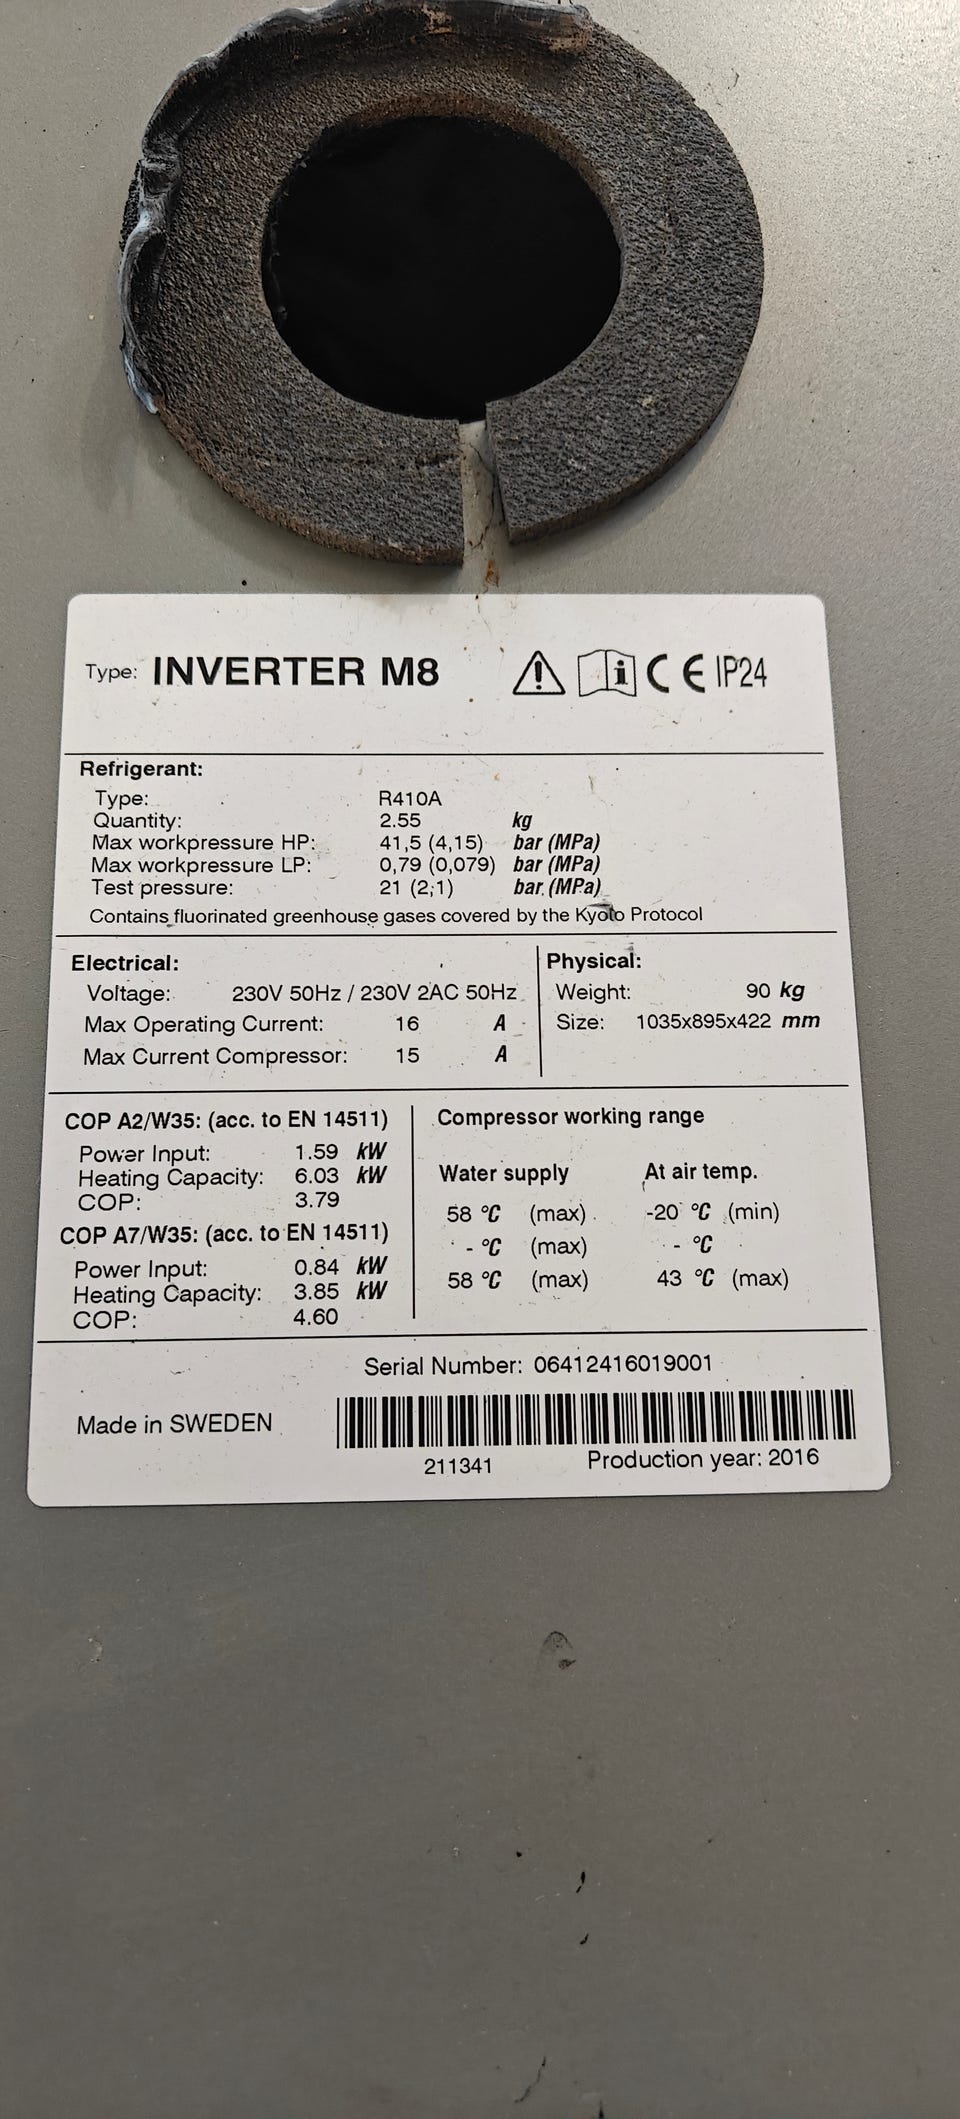 Type: INVERTER M8 CE IP24
Refrigerant:
Type: R410A
Quantity: 2.55 kg
Max workpressure HP: 41,5 (4,15) bar (MPa)
Max workpressure LP: 0,79 (0,079) bar (MPa)
Test pressure: 21 (2,1) bar (MPa)
Contains fluorinated greenhouse gases covered by the Kyoto Protocol
Electrical:
Voltage: 230V 50Hz / 230V 2AC 50Hz
Max Operating Current: 16 A
Max Current Compressor: 15 A
Physical:
Weight: 90 kg
Size: 1035x895x422 mm
COP A2/W35: (acc. to EN 14511)
Power Input: 1.59 kW
Heating Capacity: 6.03 kW
COP: 3.79
COP A7/W35: (acc. to EN 14511)
Power Input: 0.84 kW
Heating Capacity: 3.85 kW
COP: 4.60
Compressor working range
Water supply At air temp.
58 °C (max) -20 °C (min)
- °C (max) - °C
58 °C (max) 43 °C (max)
Serial Number: 06412416019001
Made in SWEDEN
211341 Production year: 2016